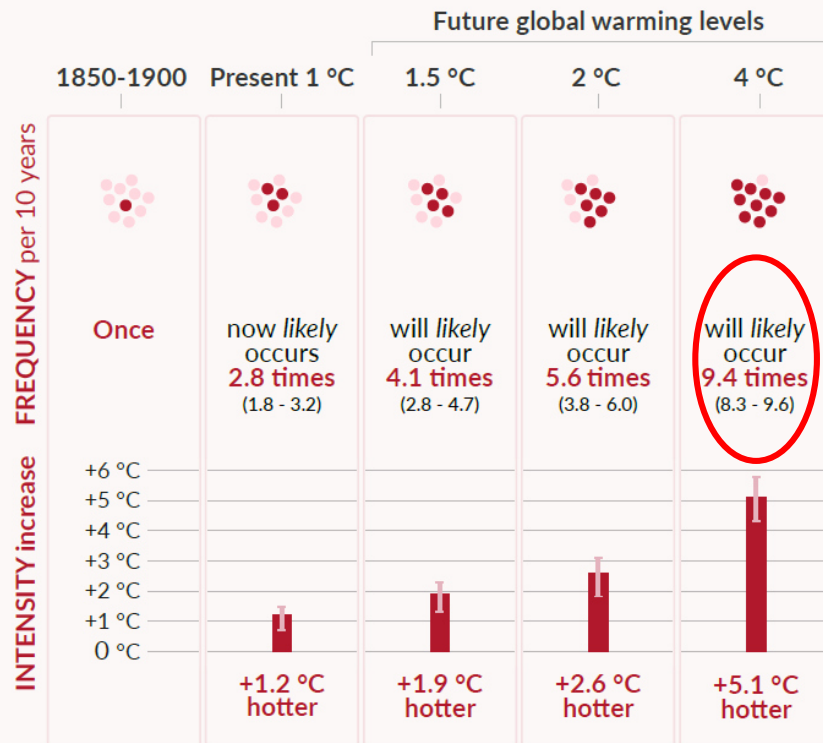 Future global warming levels
1850-1900 Present 1 °C 1.5 °C 2 °C 4 °C
FREQUENCY per 10 years
Once
now likely
occurs
2.8 times
(1.8 - 3.2)
will likely
occur
4.1 times
(2.8 - 4.7)
will likely
occur
5.6 times
(3.8 - 6.0)
will likely
occur
9.4 times
(8.3 - 9.6)
INTENSITY increase
+6 °C
+5 °C
+4 °C
+3 °C
+2 °C
+1 °C
0 °C
+1.2 °C
hotter
+1.9 °C
hotter
+2.6 °C
hotter
+5.1 °C
hotter